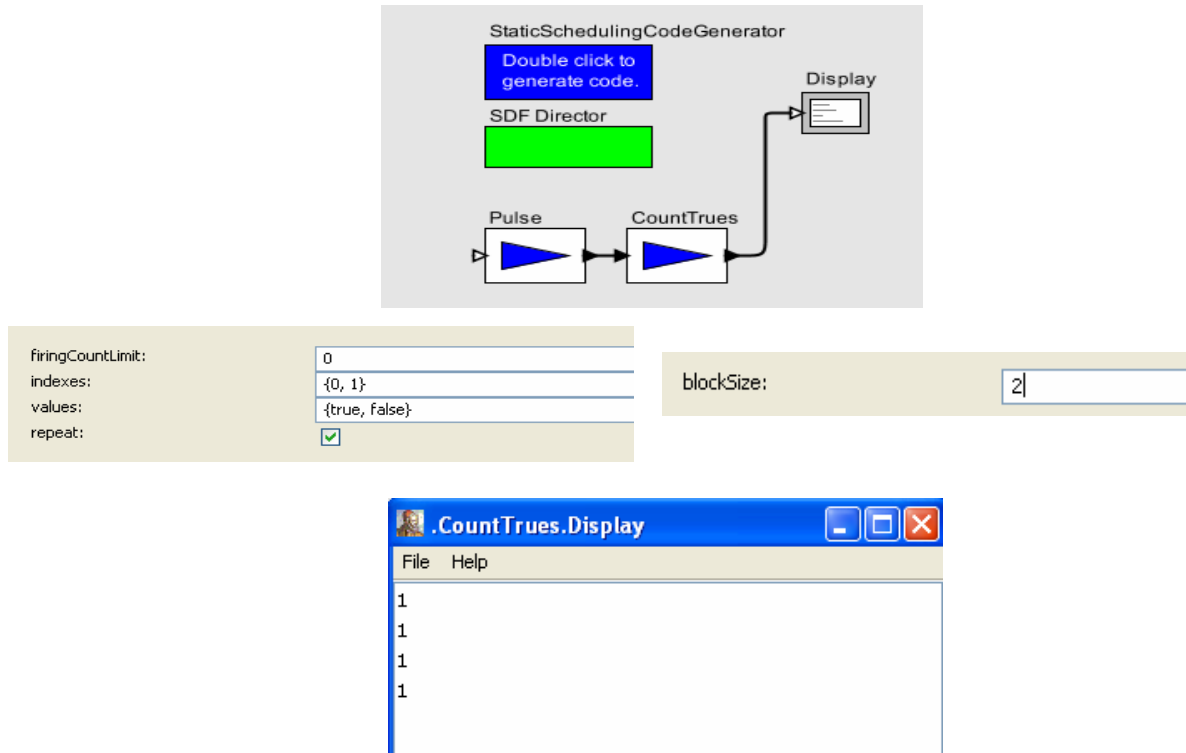 StaticSchedulingCodeGenerator
Double click to
generate code.
Display
SDF Director
Pulse
CountTrues
firingCountLimit:
0
indexes:
{0, 1}
values:
{true, false}
repeat:
blockSize:
2
.CountTrues.Display
File Help
1
1
1
1